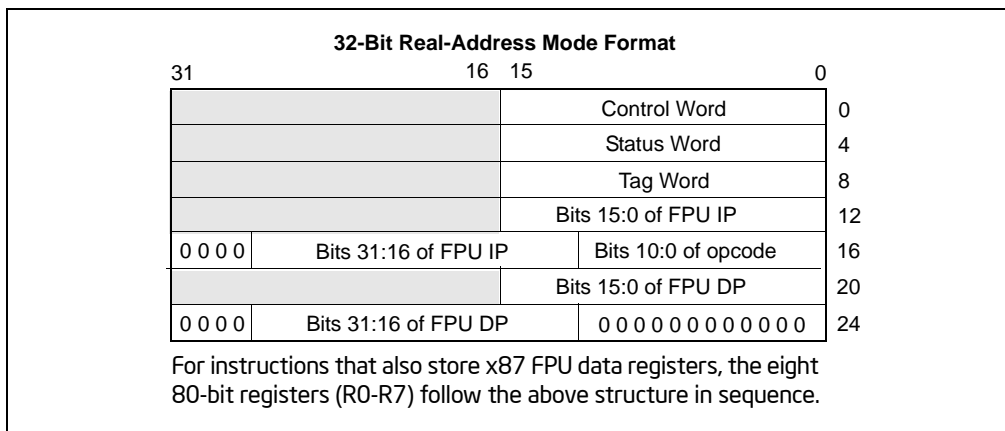 32-Bit Real-Address Mode Format
31 16 15 0
Control Word 0
Status Word 4
Tag Word 8
Bits 15:0 of FPU IP 12
0 0 0 0 Bits 31:16 of FPU IP Bits 10:0 of opcode 16
Bits 15:0 of FPU DP 20
0 0 0 0 Bits 31:16 of FPU DP 0 0 0 0 0 0 0 0 0 0 0 0 24
For instructions that also store x87 FPU data registers, the eight
80-bit registers (R0-R7) follow the above structure in sequence.